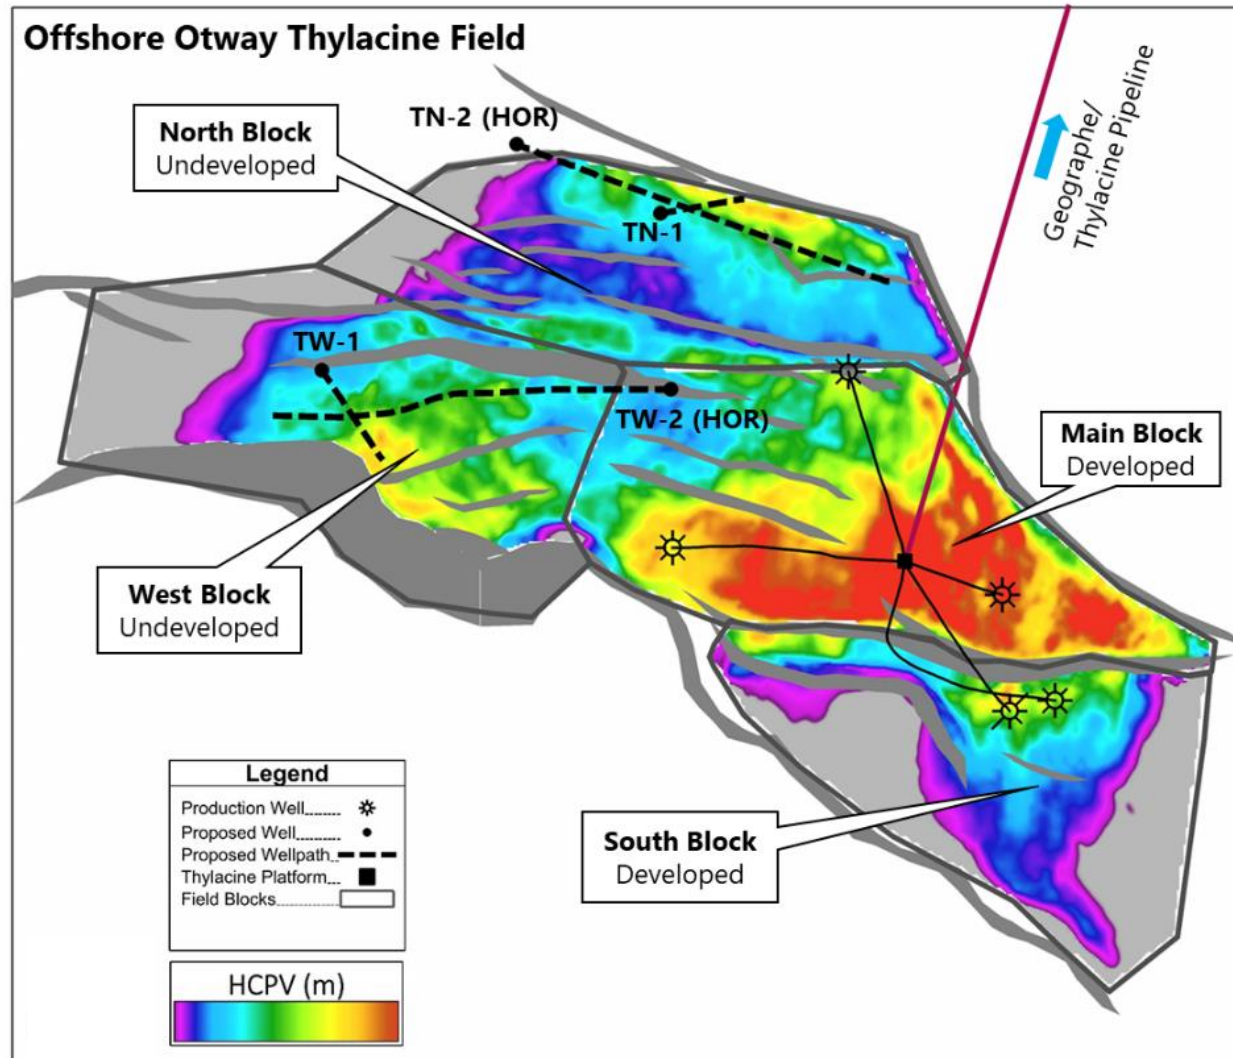 Offshore Otway Thylacine Field
TN-2 (HOR)
North Block
Undeveloped
Geographe/
Thylacine Pipeline
TN-1
TW-1
TW-2 (HOR)
Main Block
Developed
West Block
Undeveloped
South Block
Developed
Legend
Production Well
Proposed Well
Proposed Wellpath
Thylacine Platform
Field Blocks
HCPV (m)